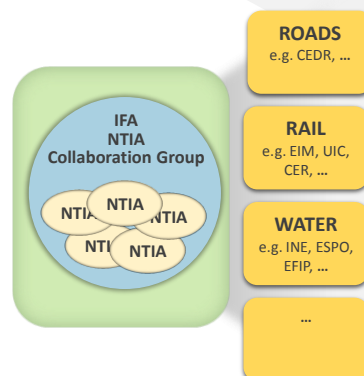 ROADS
e.g. CEDR, ...
IFA
NTIA
Collaboration Group
NTIA
NTIA
NTIA
NTIA
NTIA
RAIL
e.g. EIM, UIC,
CER, ...
WATER
e.g. INE, ESPO,
EFIP, ...
...